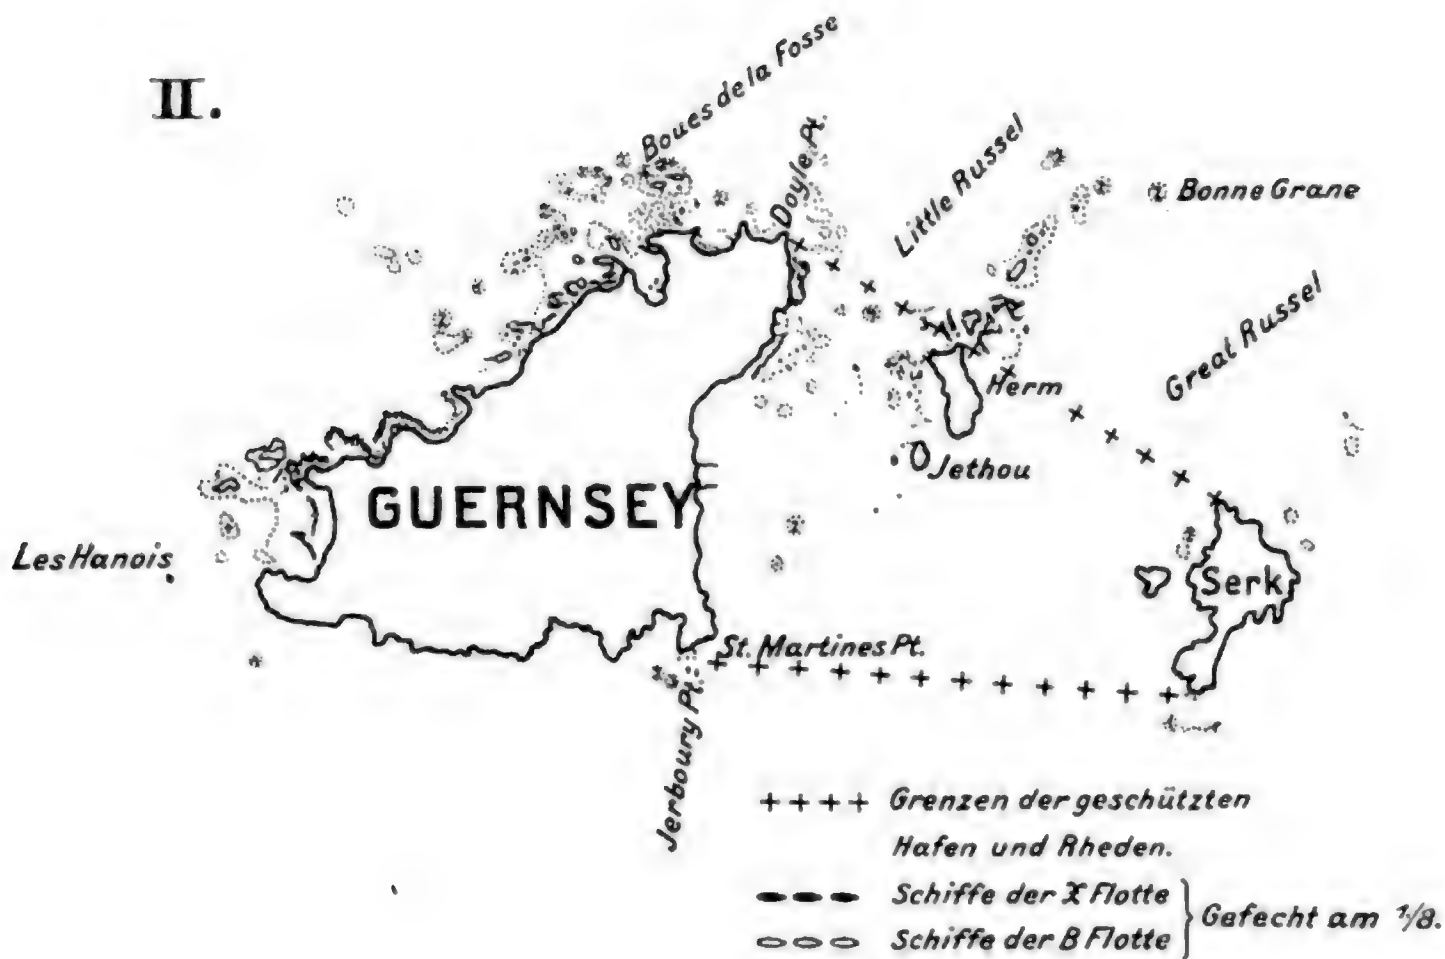 II.
Boues de la Fosse
Doyle Pt.
Little Russel
Bonne Grane
Great Russel
Herm
Jethou
GUERNSEY
Les Hanois
Serk
St. Martines Pt.
Jerboury Pt.
++++ Grenzen der geschützten
Hafen und Rheden.
Schiffe der X Flotte
Schiffe der B Flotte
Gefecht am 1/8.